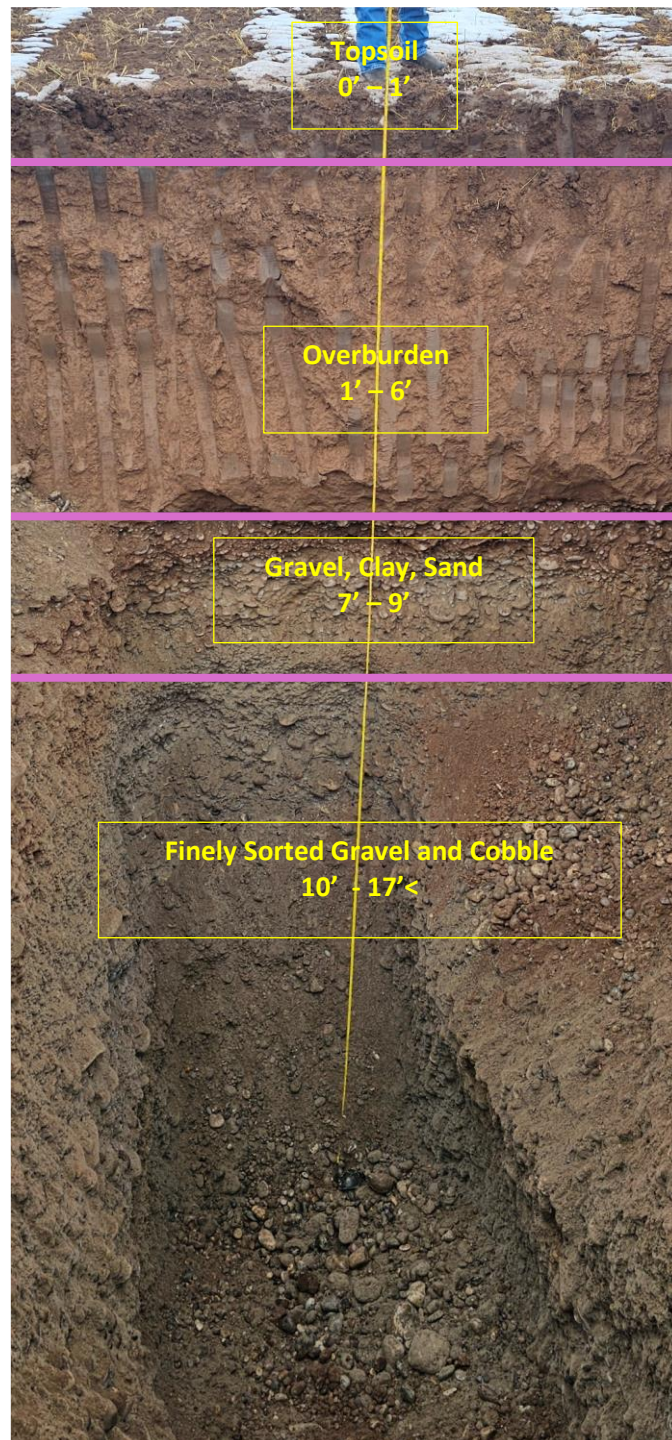 Topsoil
0’ – 1’
Overburden
1’ – 6’
Gravel, Clay, Sand
7’ – 9’
Finely Sorted Gravel and Cobble
10’ - 17’<